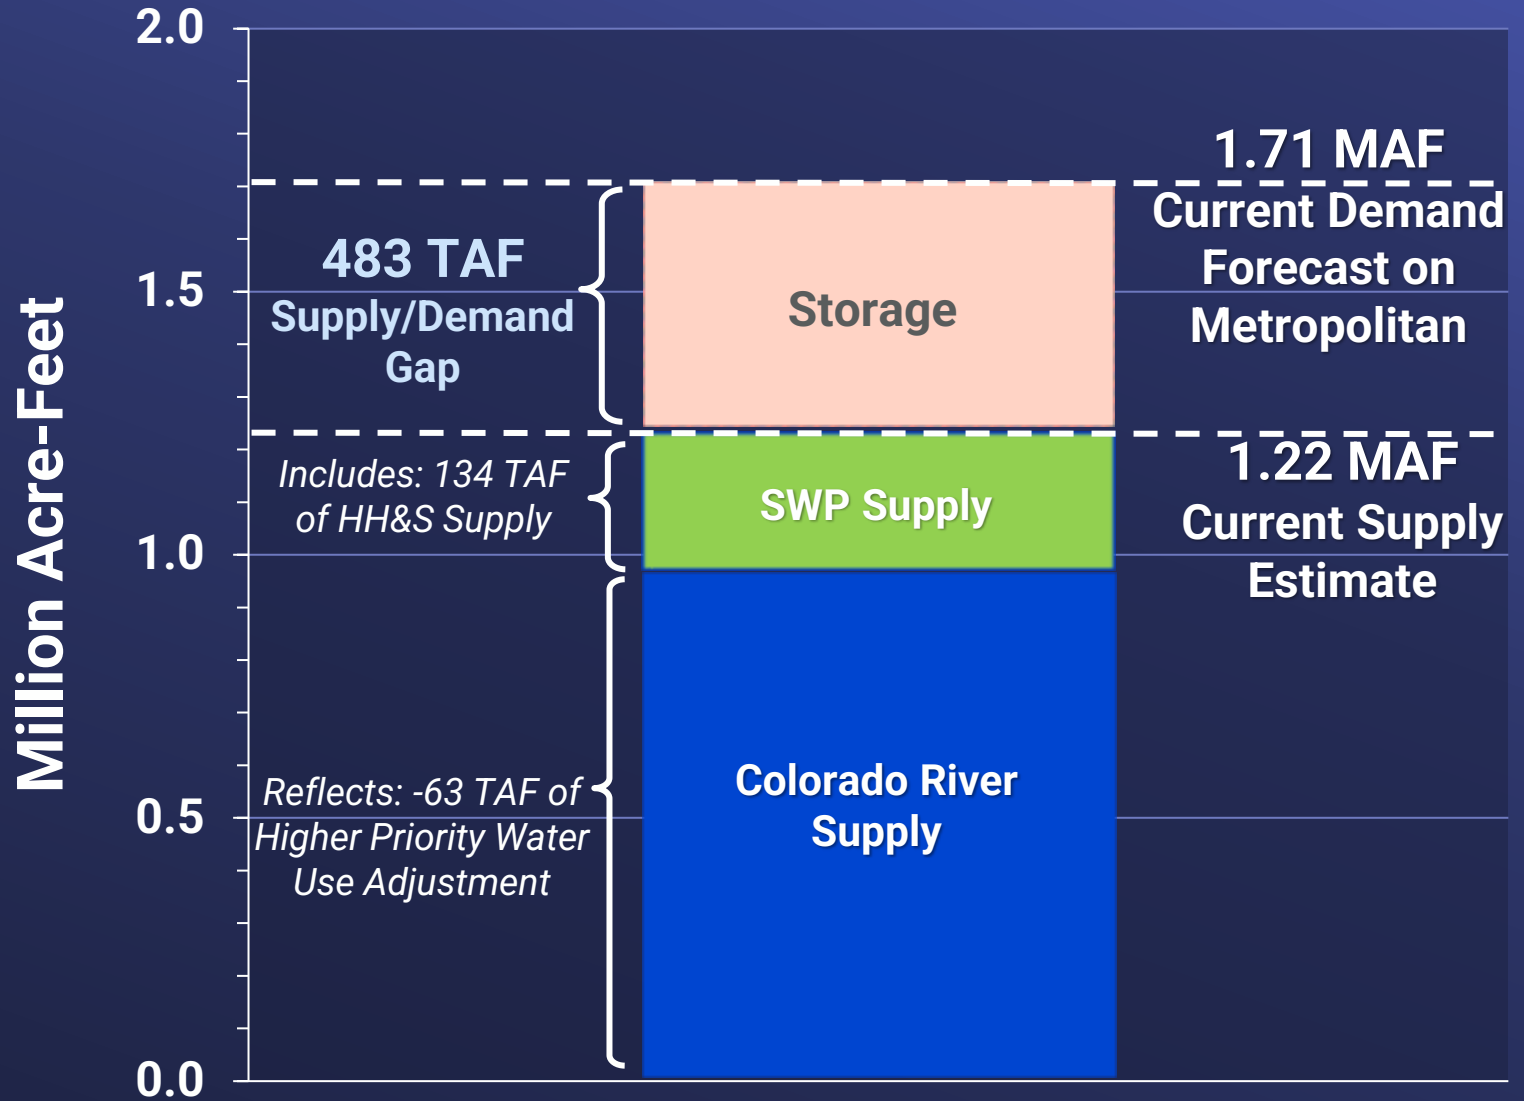 Million Acre-Feet
2.0
1.5
1.0
0.5
0.0
483 TAF
Supply/Demand
Gap
Includes: 134 TAF
of HH&S Supply
Reflects: -63 TAF of
Higher Priority Water
Use Adjustment
Storage
SWP Supply
Colorado River
Supply
1.71 MAF
Current Demand
Forecast on
Metropolitan
1.22 MAF
Current Supply
Estimate